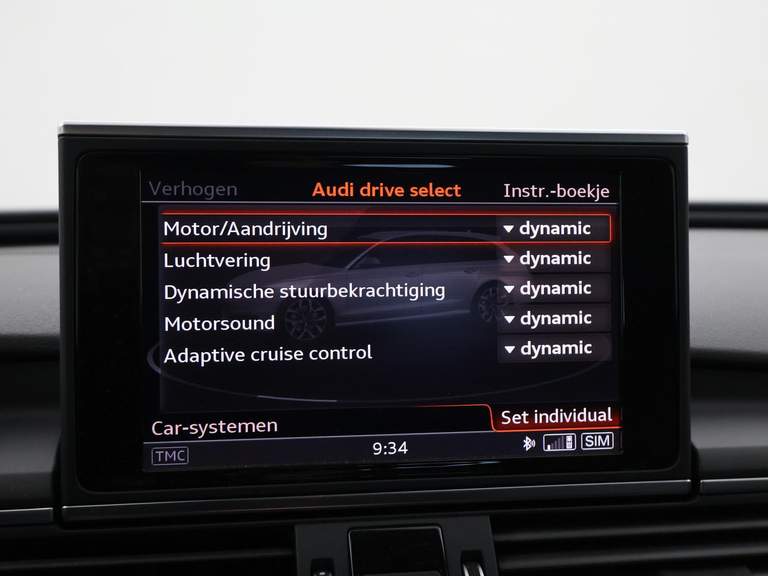 Verhogen Audi drive select Instr.-boekje
Motor/Aandrijving dynamic
Luchtvering dynamic
Dynamische stuurbekrachtiging dynamic
Motorsound dynamic
Adaptive cruise control dynamic
Car-systemen Set individual
TMC 9:34 SIM